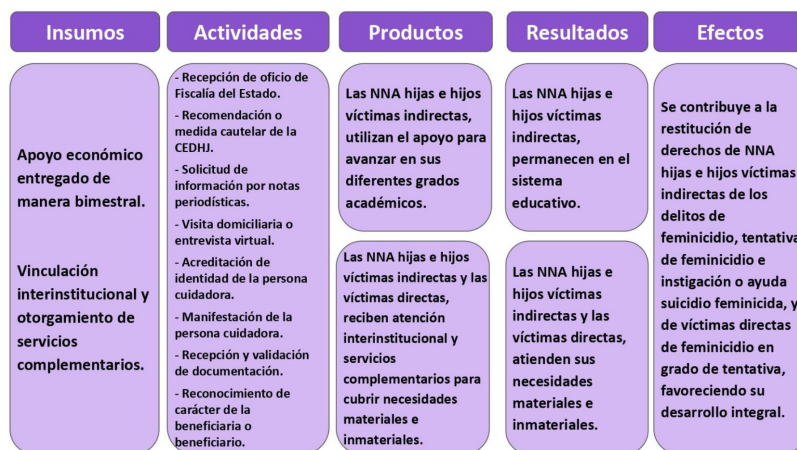 Insumos
Apoyo económico
entregado de
manera bimestral.
Vinculación
interinstitucional y
otorgamiento de
servicios
complementarios.
Actividades
- Recepción de oficio de
Fiscalía del Estado.
- Recomendación o
medida cautelar de la
CEDHJ.
- Solicitud de
información por notas
periodísticas.
- Visita domiciliaria o
entrevista virtual.
- Acreditación de
identidad de la persona
cuidadora.
- Manifestación de la
persona cuidadora.
- Recepción y validación
de documentación.
- Reconocimiento de
carácter de la
beneficiaria o
beneficiario.
Productos
Las NNA hijas e hijos
víctimas indirectas,
utilizan el apoyo para
avanzar en sus
diferentes grados
académicos.
Las NNA hijas e hijos
víctimas indirectas y las
víctimas directas,
reciben atención
interinstitucional y
servicios
complementarios para
cubrir necesidades
materiales e
inmateriales.
Resultados
Las NNA hijas e
hijos víctimas
indirectas,
permanecen en el
sistema
educativo.
Las NNA hijas e
hijos víctimas
indirectas y las
víctimas directas,
atienden sus
necesidades
materiales e
inmateriales.
Efectos
Se contribuye a la
restitución de
derechos de NNA
hijas e hijos víctimas
indirectas de los
delitos de
feminicidio, tentativa
de feminicidio e
instigación o ayuda
suicidio feminicida, y
de víctimas directas
de feminicidio en
grado de tentativa,
favoreciendo su
desarrollo integral.